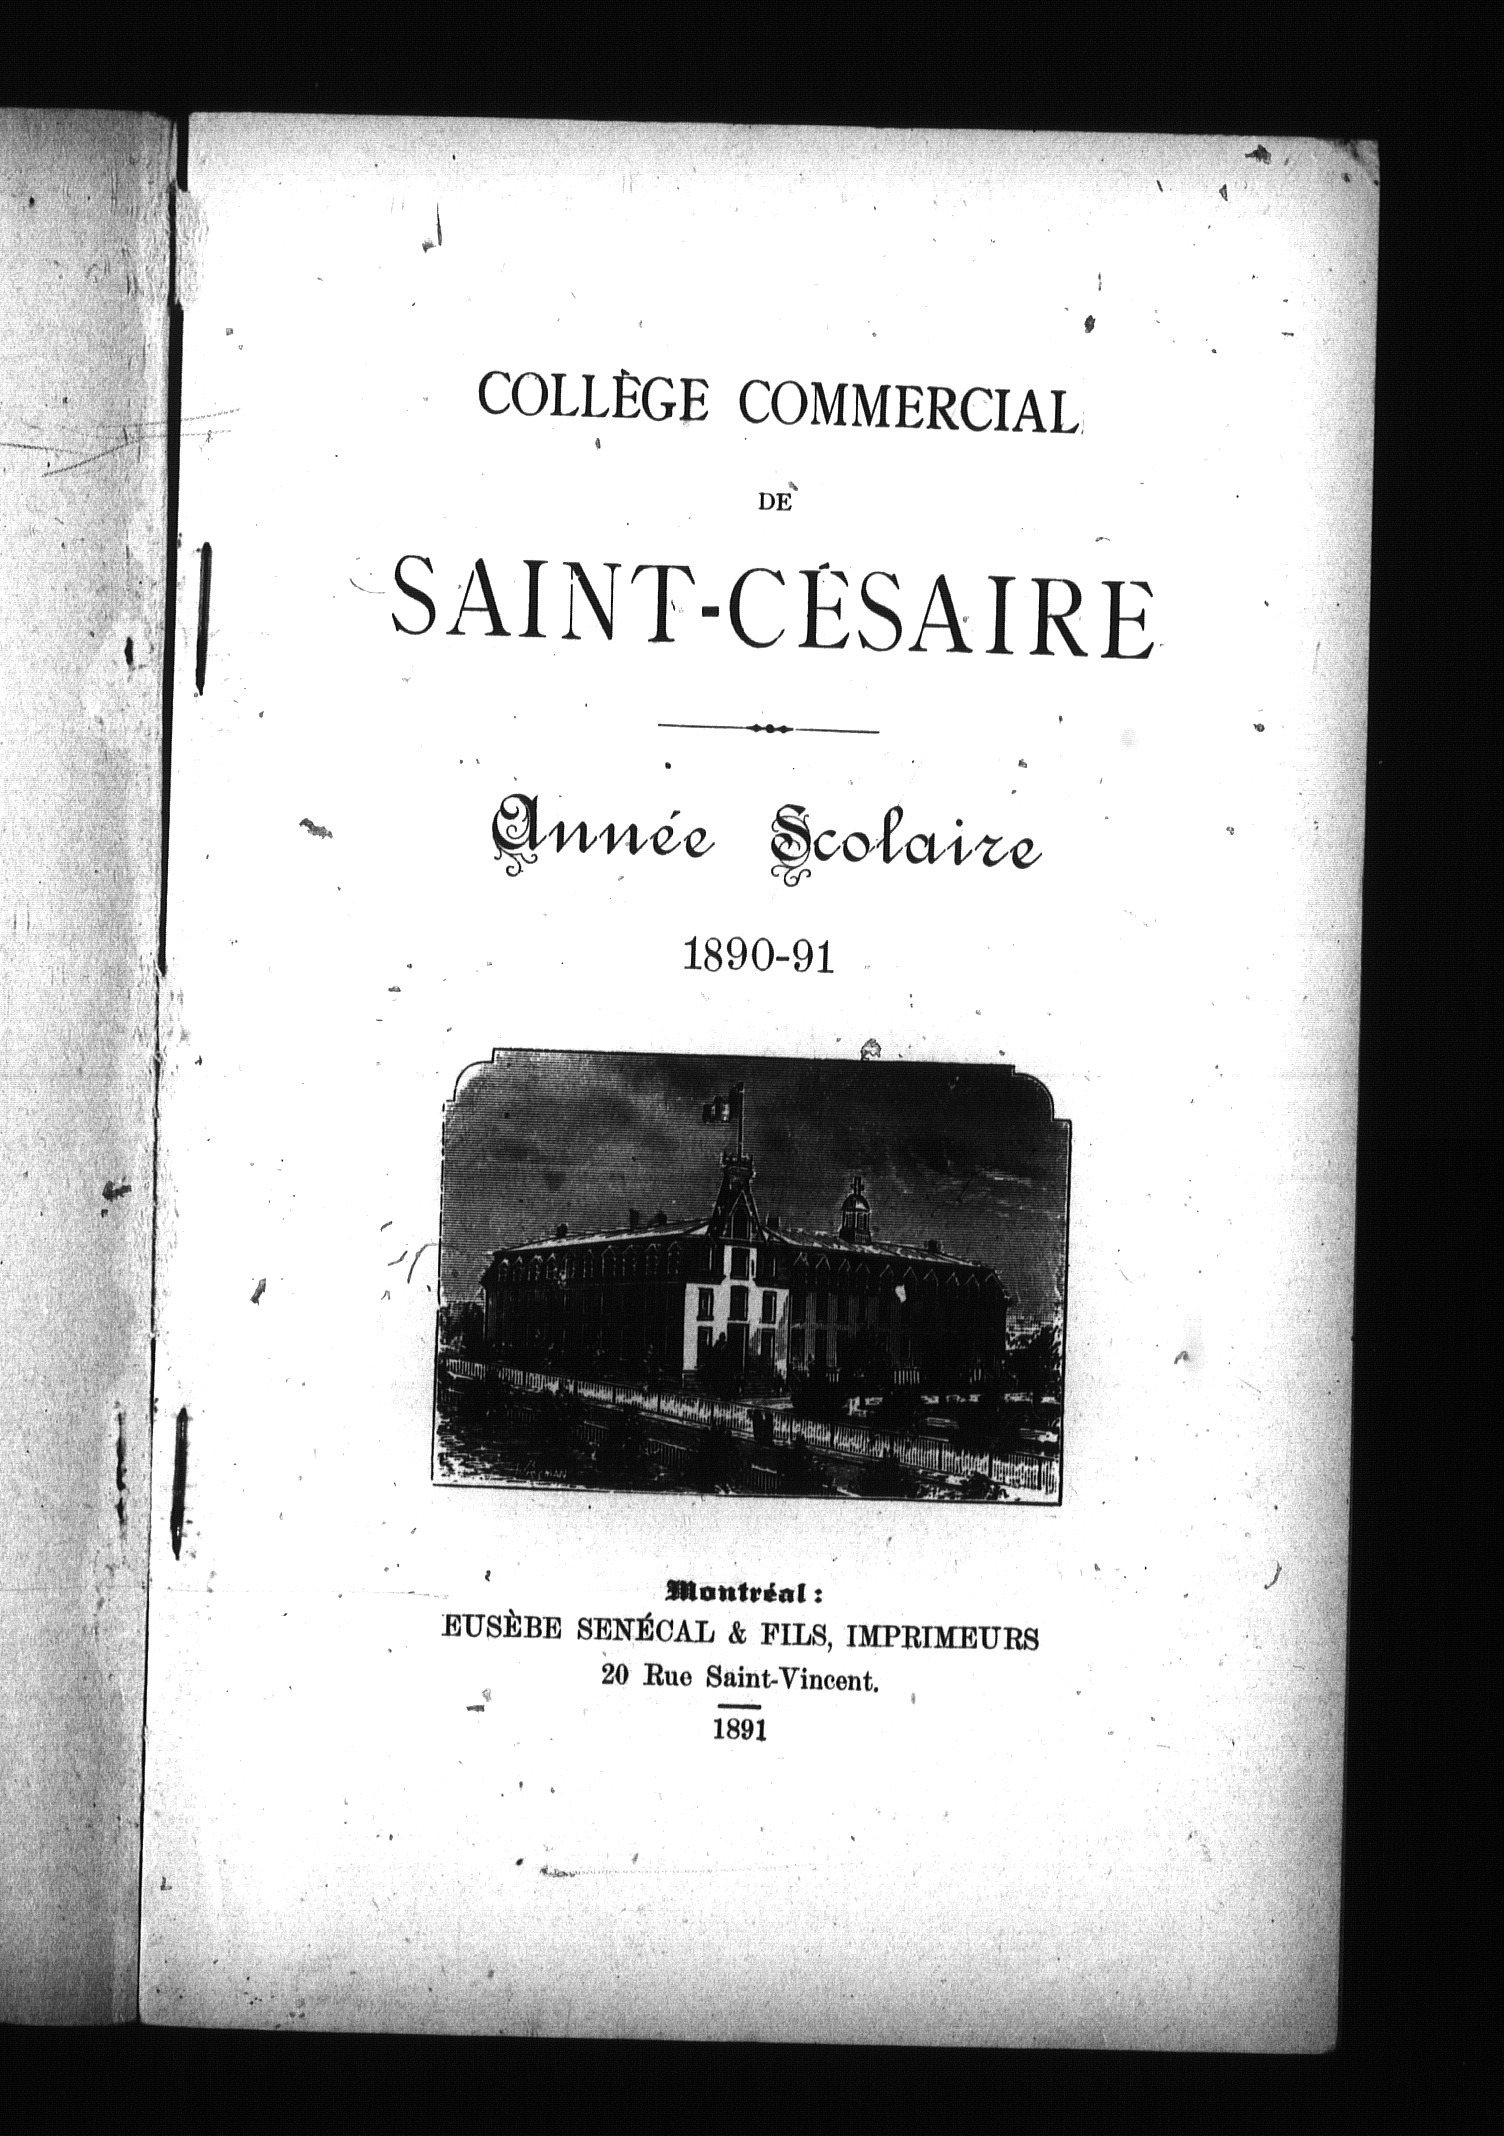 COLLÈGE COMMERCIAL
DE
SAINT-CÉSAIRE
Année Scolaire
1890-91
Montréal:
EUSÈBE SENÉCAL & FILS, IMPRIMEURS
20 Rue Saint-Vincent.
1891